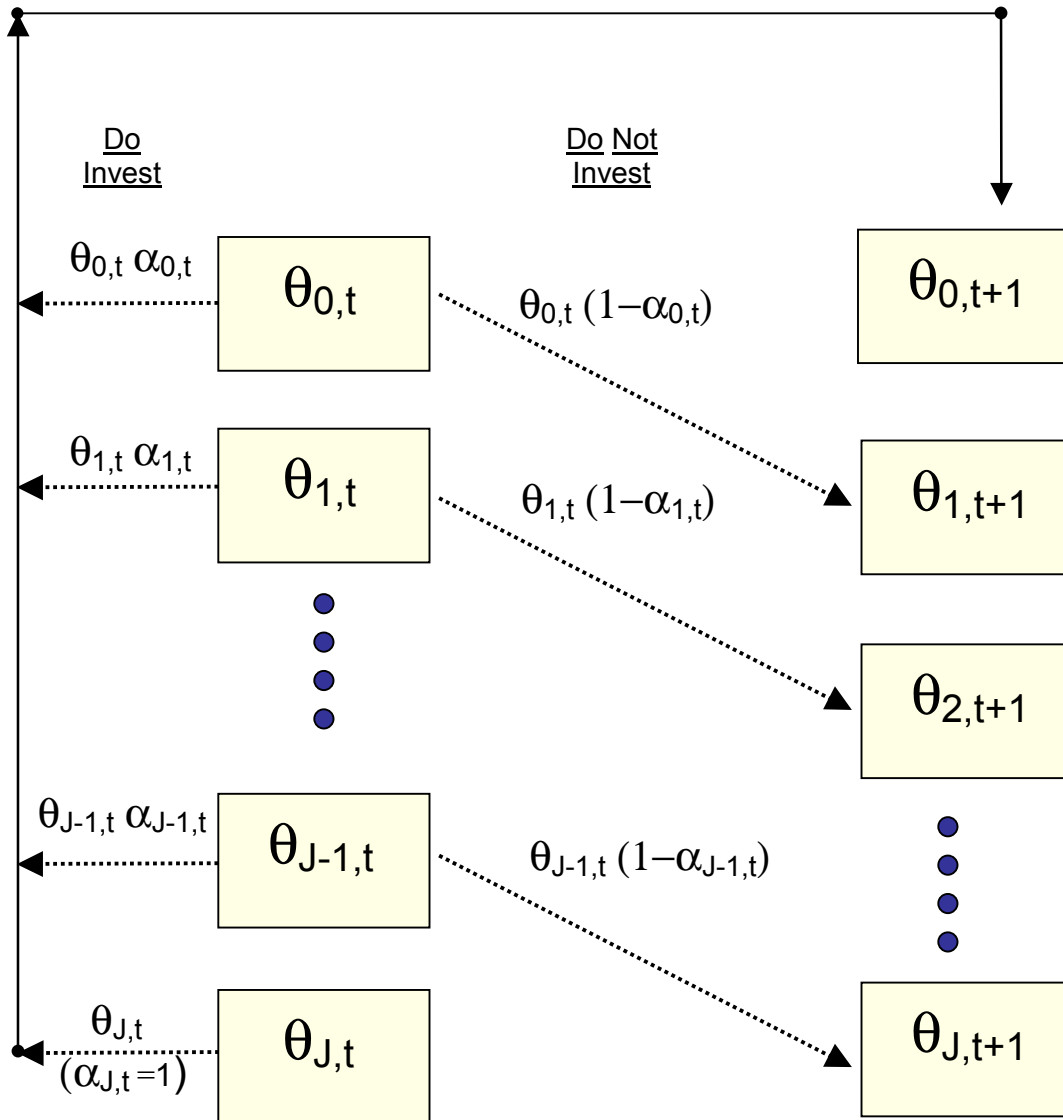 Do
Invest
Do Not
Invest
θ0,t α0,t
θ0,t
θ0,t (1−α0,t)
θ0,t+1
θ1,t α1,t
θ1,t
θ1,t (1−α1,t)
θ1,t+1
θ2,t+1
θJ-1,t αJ-1,t
θJ-1,t
θJ-1,t (1−αJ-1,t)
θJ,t
(αJ,t =1)
θJ,t
θJ,t+1